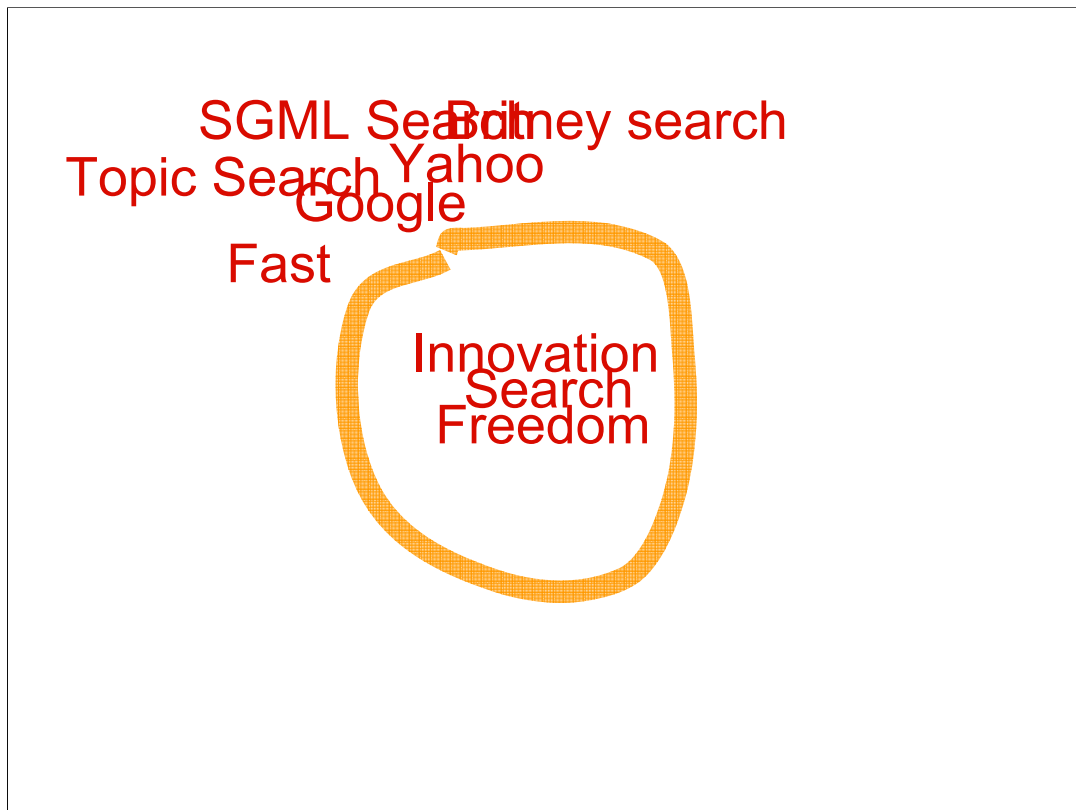 SGML Search
Britney search
Yahoo
Topic Search
Google
Fast
Innovation
Search
Freedom